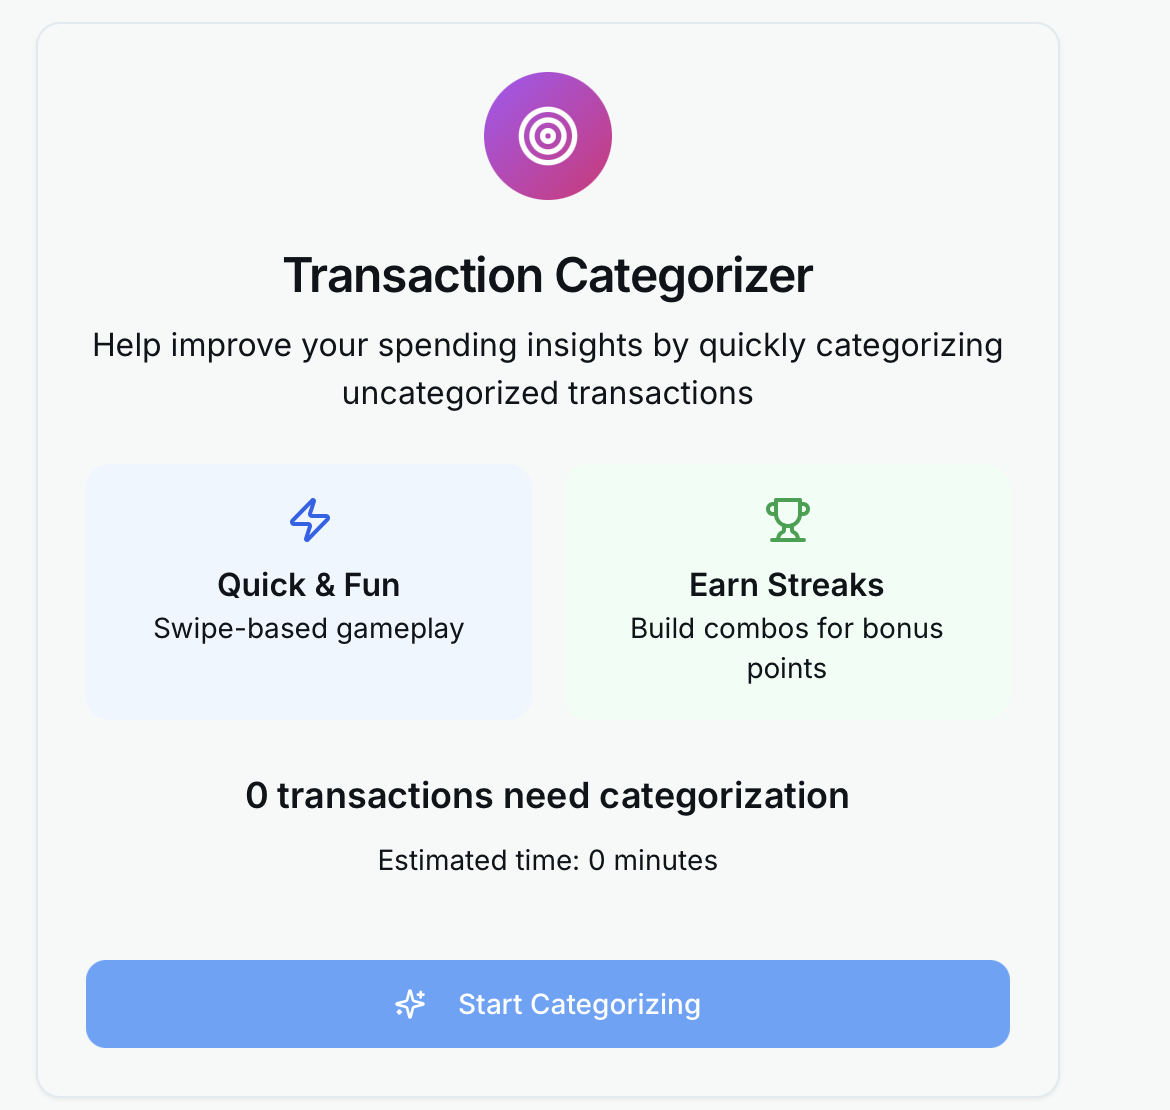 Transaction Categorizer
Help improve your spending insights by quickly categorizing
uncategorized transactions
Quick & Fun
Swipe-based gameplay
Earn Streaks
Build combos for bonus
points
0 transactions need categorization
Estimated time: 0 minutes
Start Categorizing